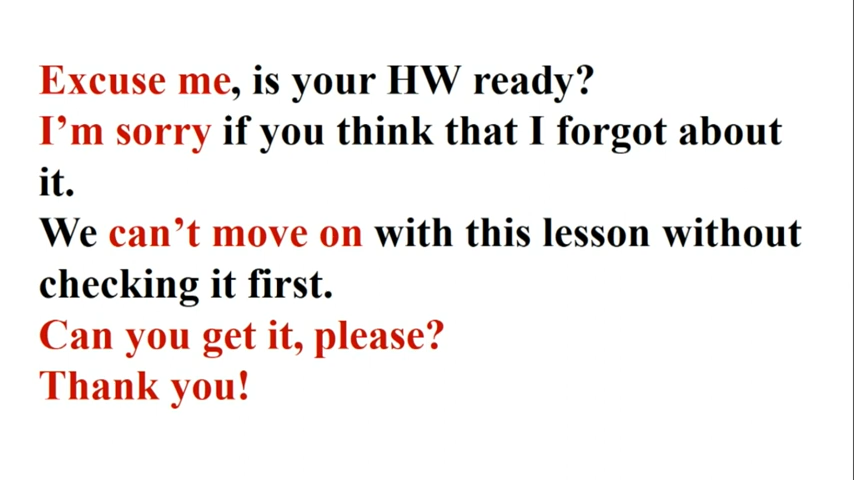 Excuse me, is your HW ready?
I’m sorry if you think that I forgot about
it.
We can’t move on with this lesson without
checking it first.
Can you get it, please?
Thank you!